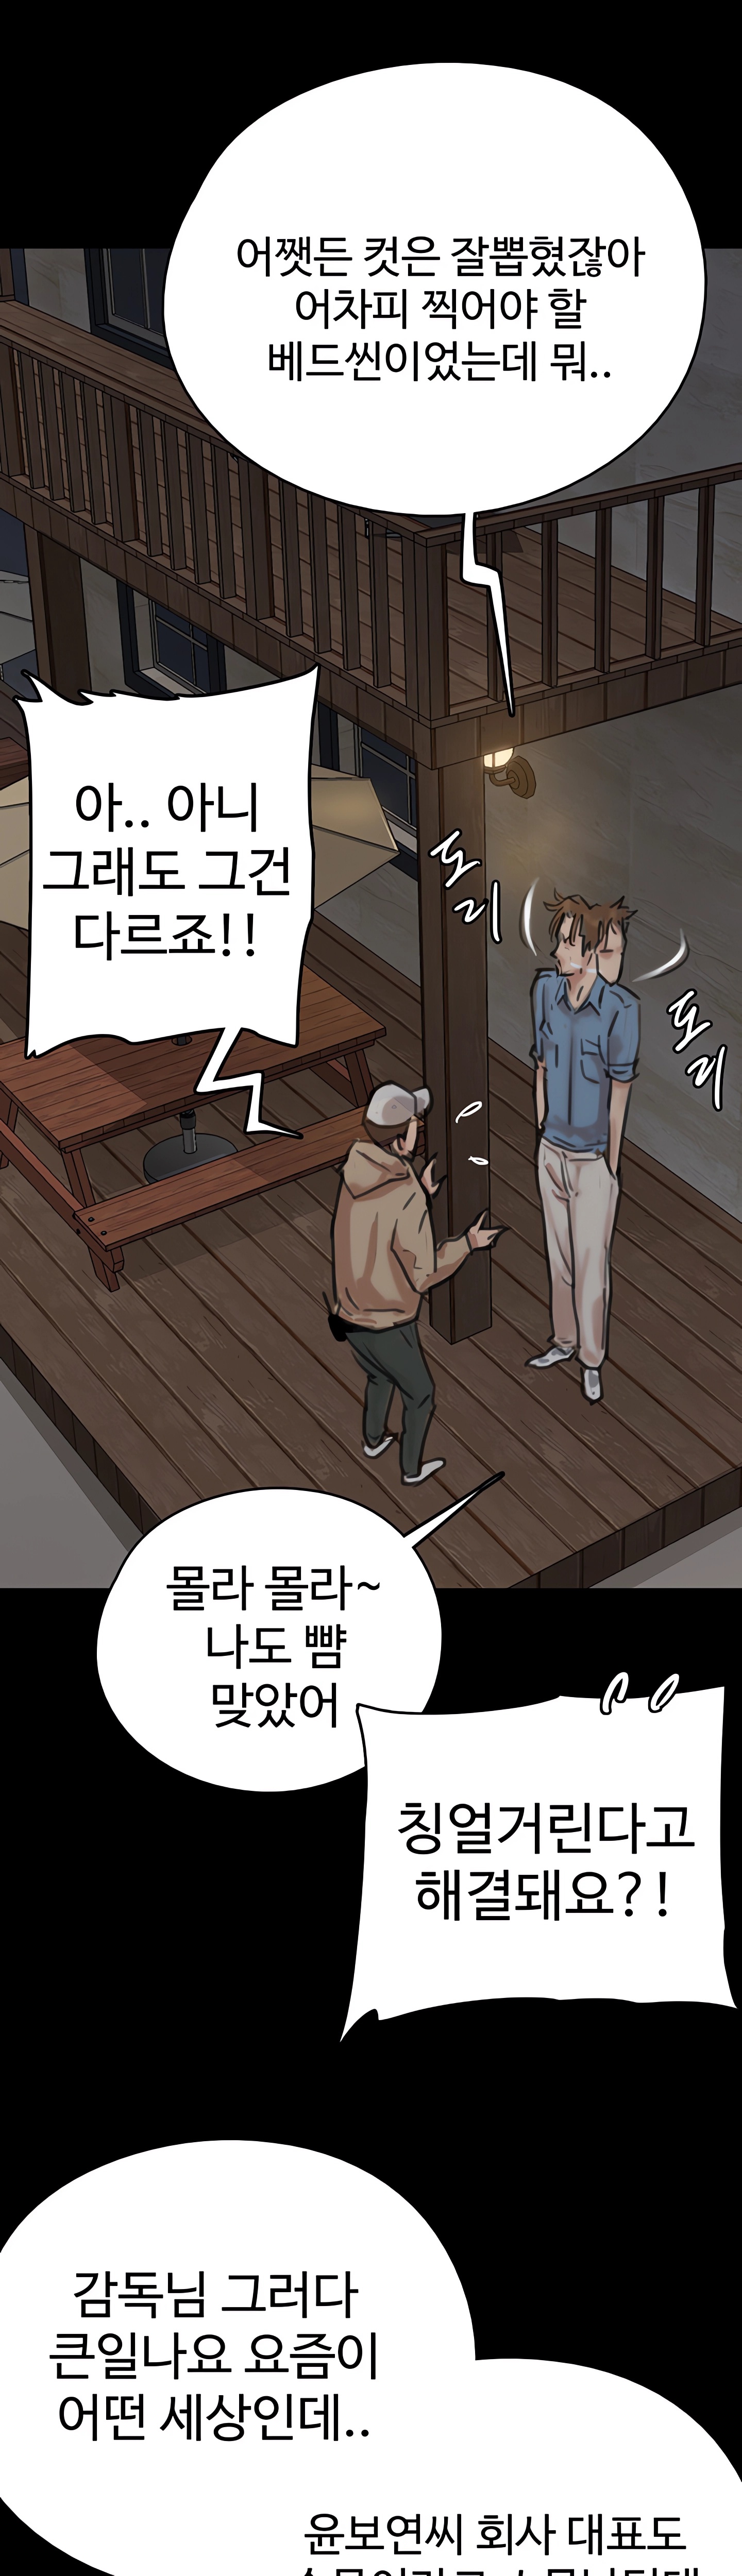 어쨋든 컷은 잘뽑혔잖아
어차피 찍어야 할
베드씬이었는데 뭐..
아.. 아니
그래도 그건
다르죠!!
도
리
도
리
몰라 몰라~
나도 뺨
맞았어
칭얼거린다고
해결돼요?!
감독님 그러다
큰일나요 요즘이
어떤 세상인데..
윤보연씨 회사 대표도